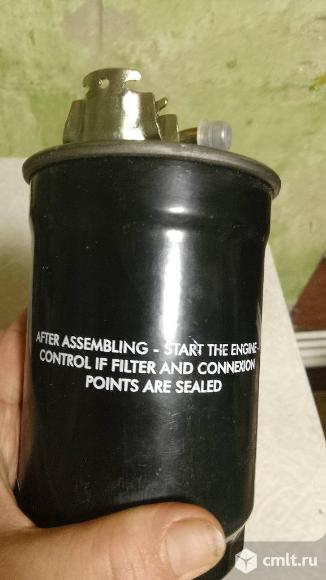 AFTER ASSEMBLING - START THE ENGINE -
CONTROL IF FILTER AND CONNEXION
POINTS ARE SEALED
cmlt.ru